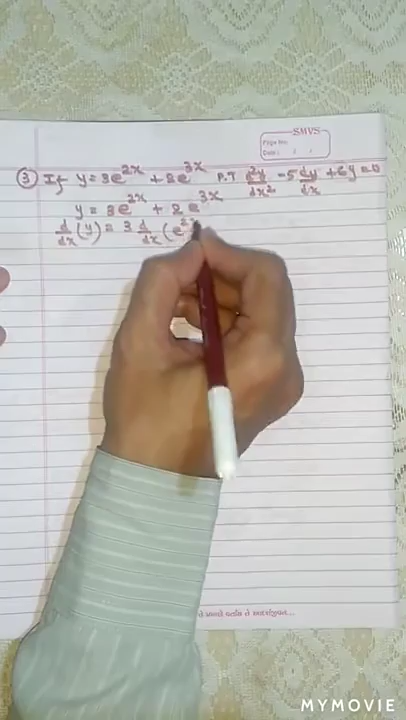 SMVS
Page No:
Date: / /
③ If y = 3e^2x + 2e^3x P.T d²y/dx² - 5 dy/dx + 6y = 0
y = 3e^2x + 2e^3x
d/dx (y) = 3 d/dx (e^2x
MYMOVIE